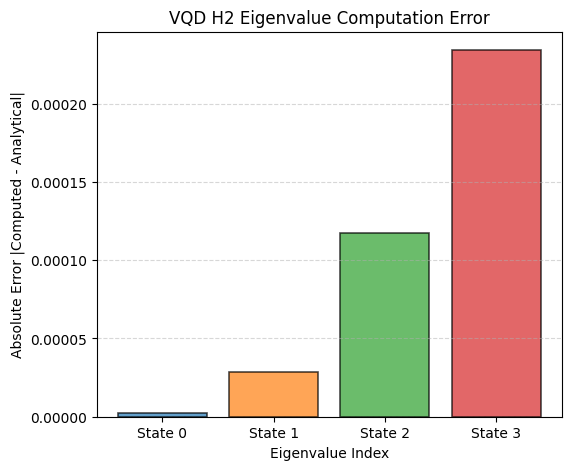 VQD H2 Eigenvalue Computation Error
Absolute Error |Computed - Analytical|
0.00020
0.00015
0.00010
0.00005
0.00000
State 0 State 1 State 2 State 3
Eigenvalue Index